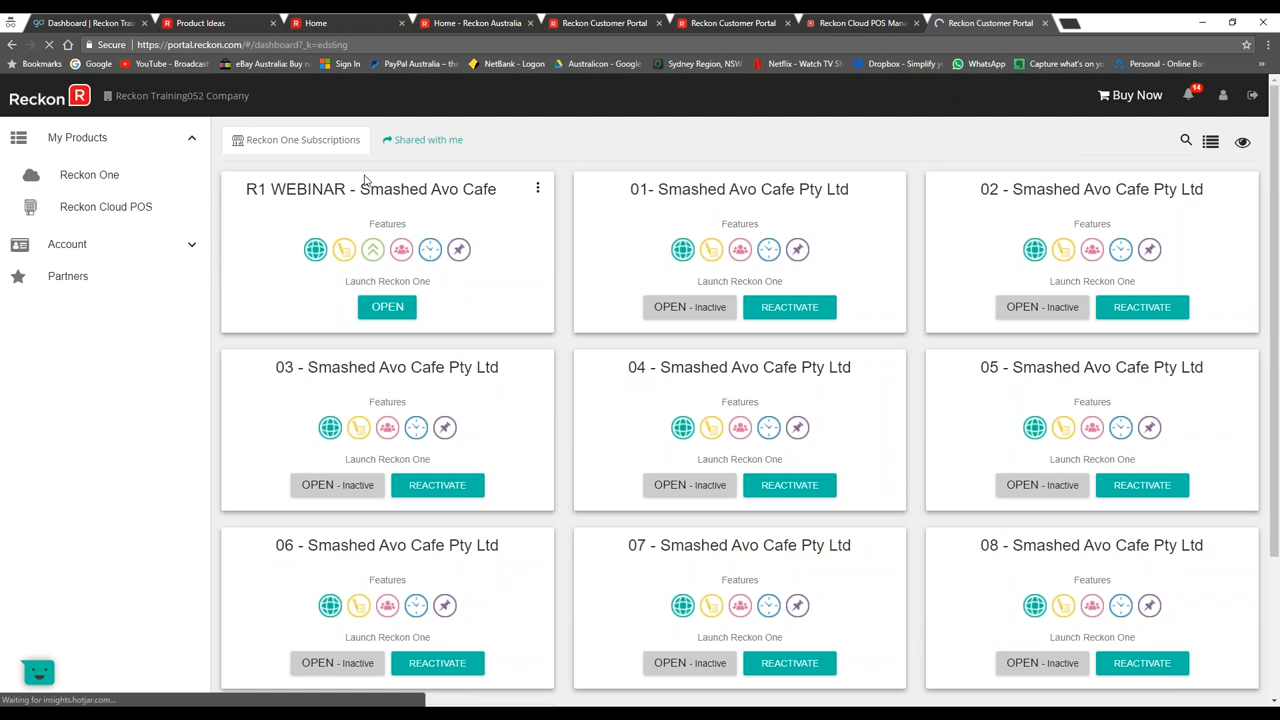 Dashboard | Reckon Trai
Product Ideas
Home
Home - Reckon Australia
Reckon Customer Portal
Reckon Customer Portal
Reckon Cloud POS Mana
Reckon Customer Portal
Secure | https://portal.reckon.com/#/dashboard?_k=eds6ng
Bookmarks
Google
YouTube - Broadcast
eBay Australia: Buy n
Sign In
PayPal Australia – the
NetBank - Logon
Australicon - Google
Sydney Region, NSW
Netflix - Watch TV Sh
Dropbox - Simplify yo
WhatsApp
Capture what's on yo
Personal - Online Ban
Reckon R
Reckon Training052 Company
Buy Now
14
My Products
Reckon One
Reckon Cloud POS
Account
Partners
Reckon One Subscriptions
Shared with me
R1 WEBINAR - Smashed Avo Cafe
Features
Launch Reckon One
OPEN
01- Smashed Avo Cafe Pty Ltd
Features
Launch Reckon One
OPEN - Inactive
REACTIVATE
02 - Smashed Avo Cafe Pty Ltd
Features
Launch Reckon One
OPEN - Inactive
REACTIVATE
03 - Smashed Avo Cafe Pty Ltd
Features
Launch Reckon One
OPEN - Inactive
REACTIVATE
04 - Smashed Avo Cafe Pty Ltd
Features
Launch Reckon One
OPEN - Inactive
REACTIVATE
05 - Smashed Avo Cafe Pty Ltd
Features
Launch Reckon One
OPEN - Inactive
REACTIVATE
06 - Smashed Avo Cafe Pty Ltd
Features
Launch Reckon One
OPEN - Inactive
REACTIVATE
07 - Smashed Avo Cafe Pty Ltd
Features
Launch Reckon One
OPEN - Inactive
REACTIVATE
08 - Smashed Avo Cafe Pty Ltd
Features
Launch Reckon One
OPEN - Inactive
REACTIVATE
Waiting for insights.hotjar.com...